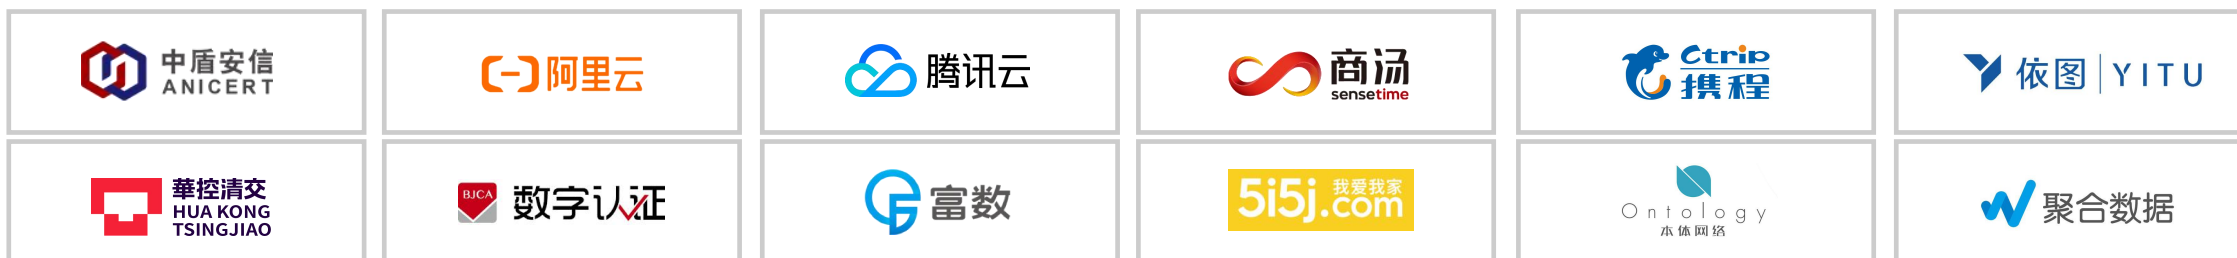 中盾安信
ANICERT
阿里云
腾讯云
商汤
sensetime
Ctrip
携程
依图 YITU
華控清交
HUA KONG
TSINGJIAO
BJCA
数字认证
富数
5i5j.com
我爱我家
Ontology
本体网络
聚合数据